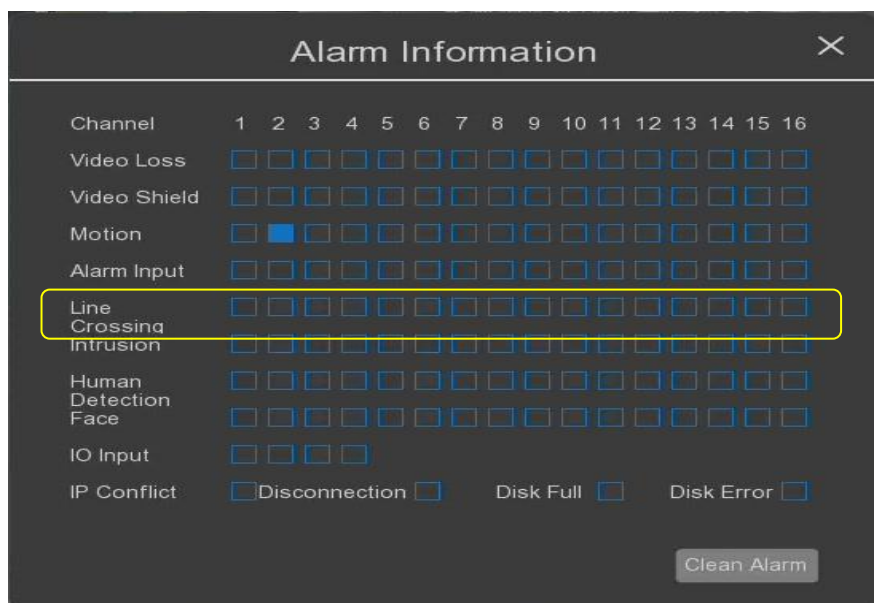 Alarm Information
Channel 1 2 3 4 5 6 7 8 9 10 11 12 13 14 15 16
Video Loss
Video Shield
Motion
Alarm Input
Line
Crossing
Intrusion
Human
Detection
Face
IO Input
IP Conflict Disconnection Disk Full Disk Error
Clean Alarm